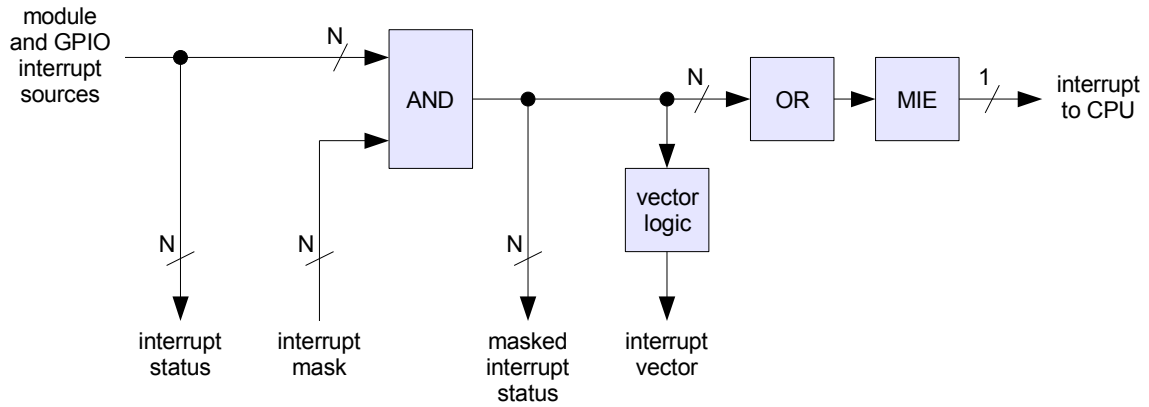 module
and GPIO
interrupt
sources
N
AND
N
OR
MIE
1
interrupt
to CPU
vector
logic
N
N
N
interrupt
status
interrupt
mask
masked
interrupt
status
interrupt
vector